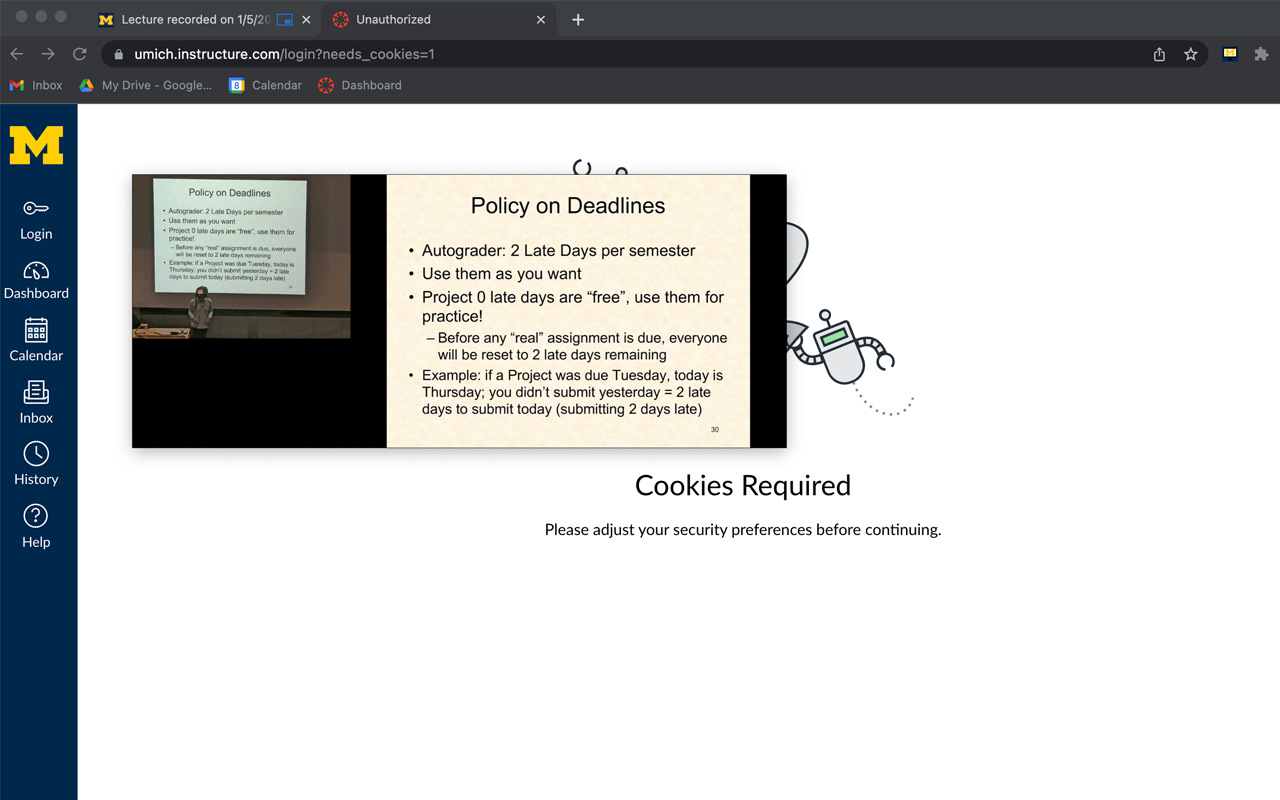 Lecture recorded on 1/5/20
Unauthorized
umich.instructure.com/login?needs_cookies=1
Inbox
My Drive - Google...
8
Calendar
Dashboard
M
Login
Dashboard
Calendar
Inbox
History
Help
Policy on Deadlines
• Autograder: 2 Late Days per semester
• Use them as you want
• Project 0 late days are “free”, use them for
practice!
– Before any “real” assignment is due, everyone
will be reset to 2 late days remaining
• Example: if a Project was due Tuesday, today is
Thursday; you didn’t submit yesterday = 2 late
days to submit today (submitting 2 days late)
Policy on Deadlines
• Autograder: 2 Late Days per semester
• Use them as you want
• Project 0 late days are “free”, use them for
practice!
– Before any “real” assignment is due, everyone
will be reset to 2 late days remaining
• Example: if a Project was due Tuesday, today is
Thursday; you didn’t submit yesterday = 2 late
days to submit today (submitting 2 days late)
30
Cookies Required
Please adjust your security preferences before continuing.